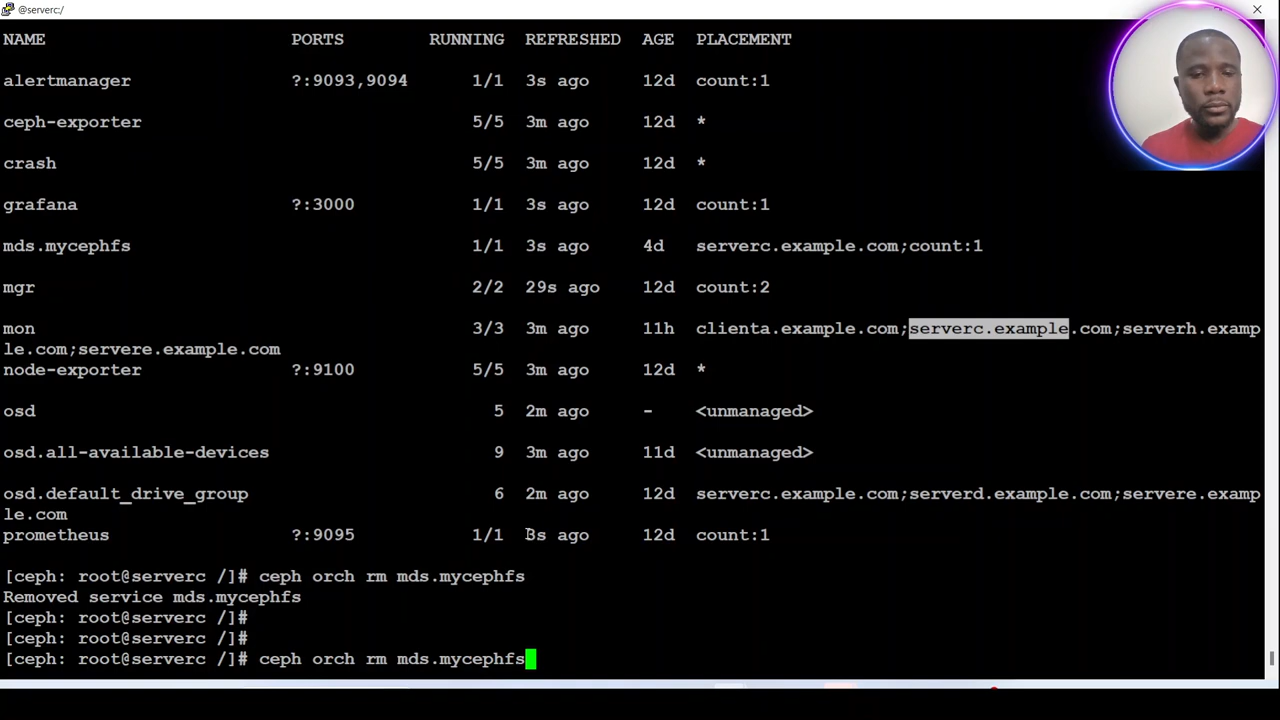 @serverc:/
NAME PORTS RUNNING REFRESHED AGE PLACEMENT
alertmanager ?:9093,9094 1/1 3s ago 12d count:1
ceph-exporter 5/5 3m ago 12d *
crash 5/5 3m ago 12d *
grafana ?:3000 1/1 3s ago 12d count:1
mds.mycephfs 1/1 3s ago 4d serverc.example.com;count:1
mgr 2/2 29s ago 12d count:2
mon 3/3 3m ago 11h clienta.example.com;serverc.example.com;serverh.examp
le.com;servere.example.com
node-exporter ?:9100 5/5 3m ago 12d *
osd 5 2m ago - <unmanaged>
osd.all-available-devices 9 3m ago 11d <unmanaged>
osd.default_drive_group 6 2m ago 12d serverc.example.com;serverd.example.com;servere.examp
le.com
prometheus ?:9095 1/1 3s ago 12d count:1
[ceph: root@serverc /]# ceph orch rm mds.mycephfs
Removed service mds.mycephfs
[ceph: root@serverc /]#
[ceph: root@serverc /]#
[ceph: root@serverc /]# ceph orch rm mds.mycephfs